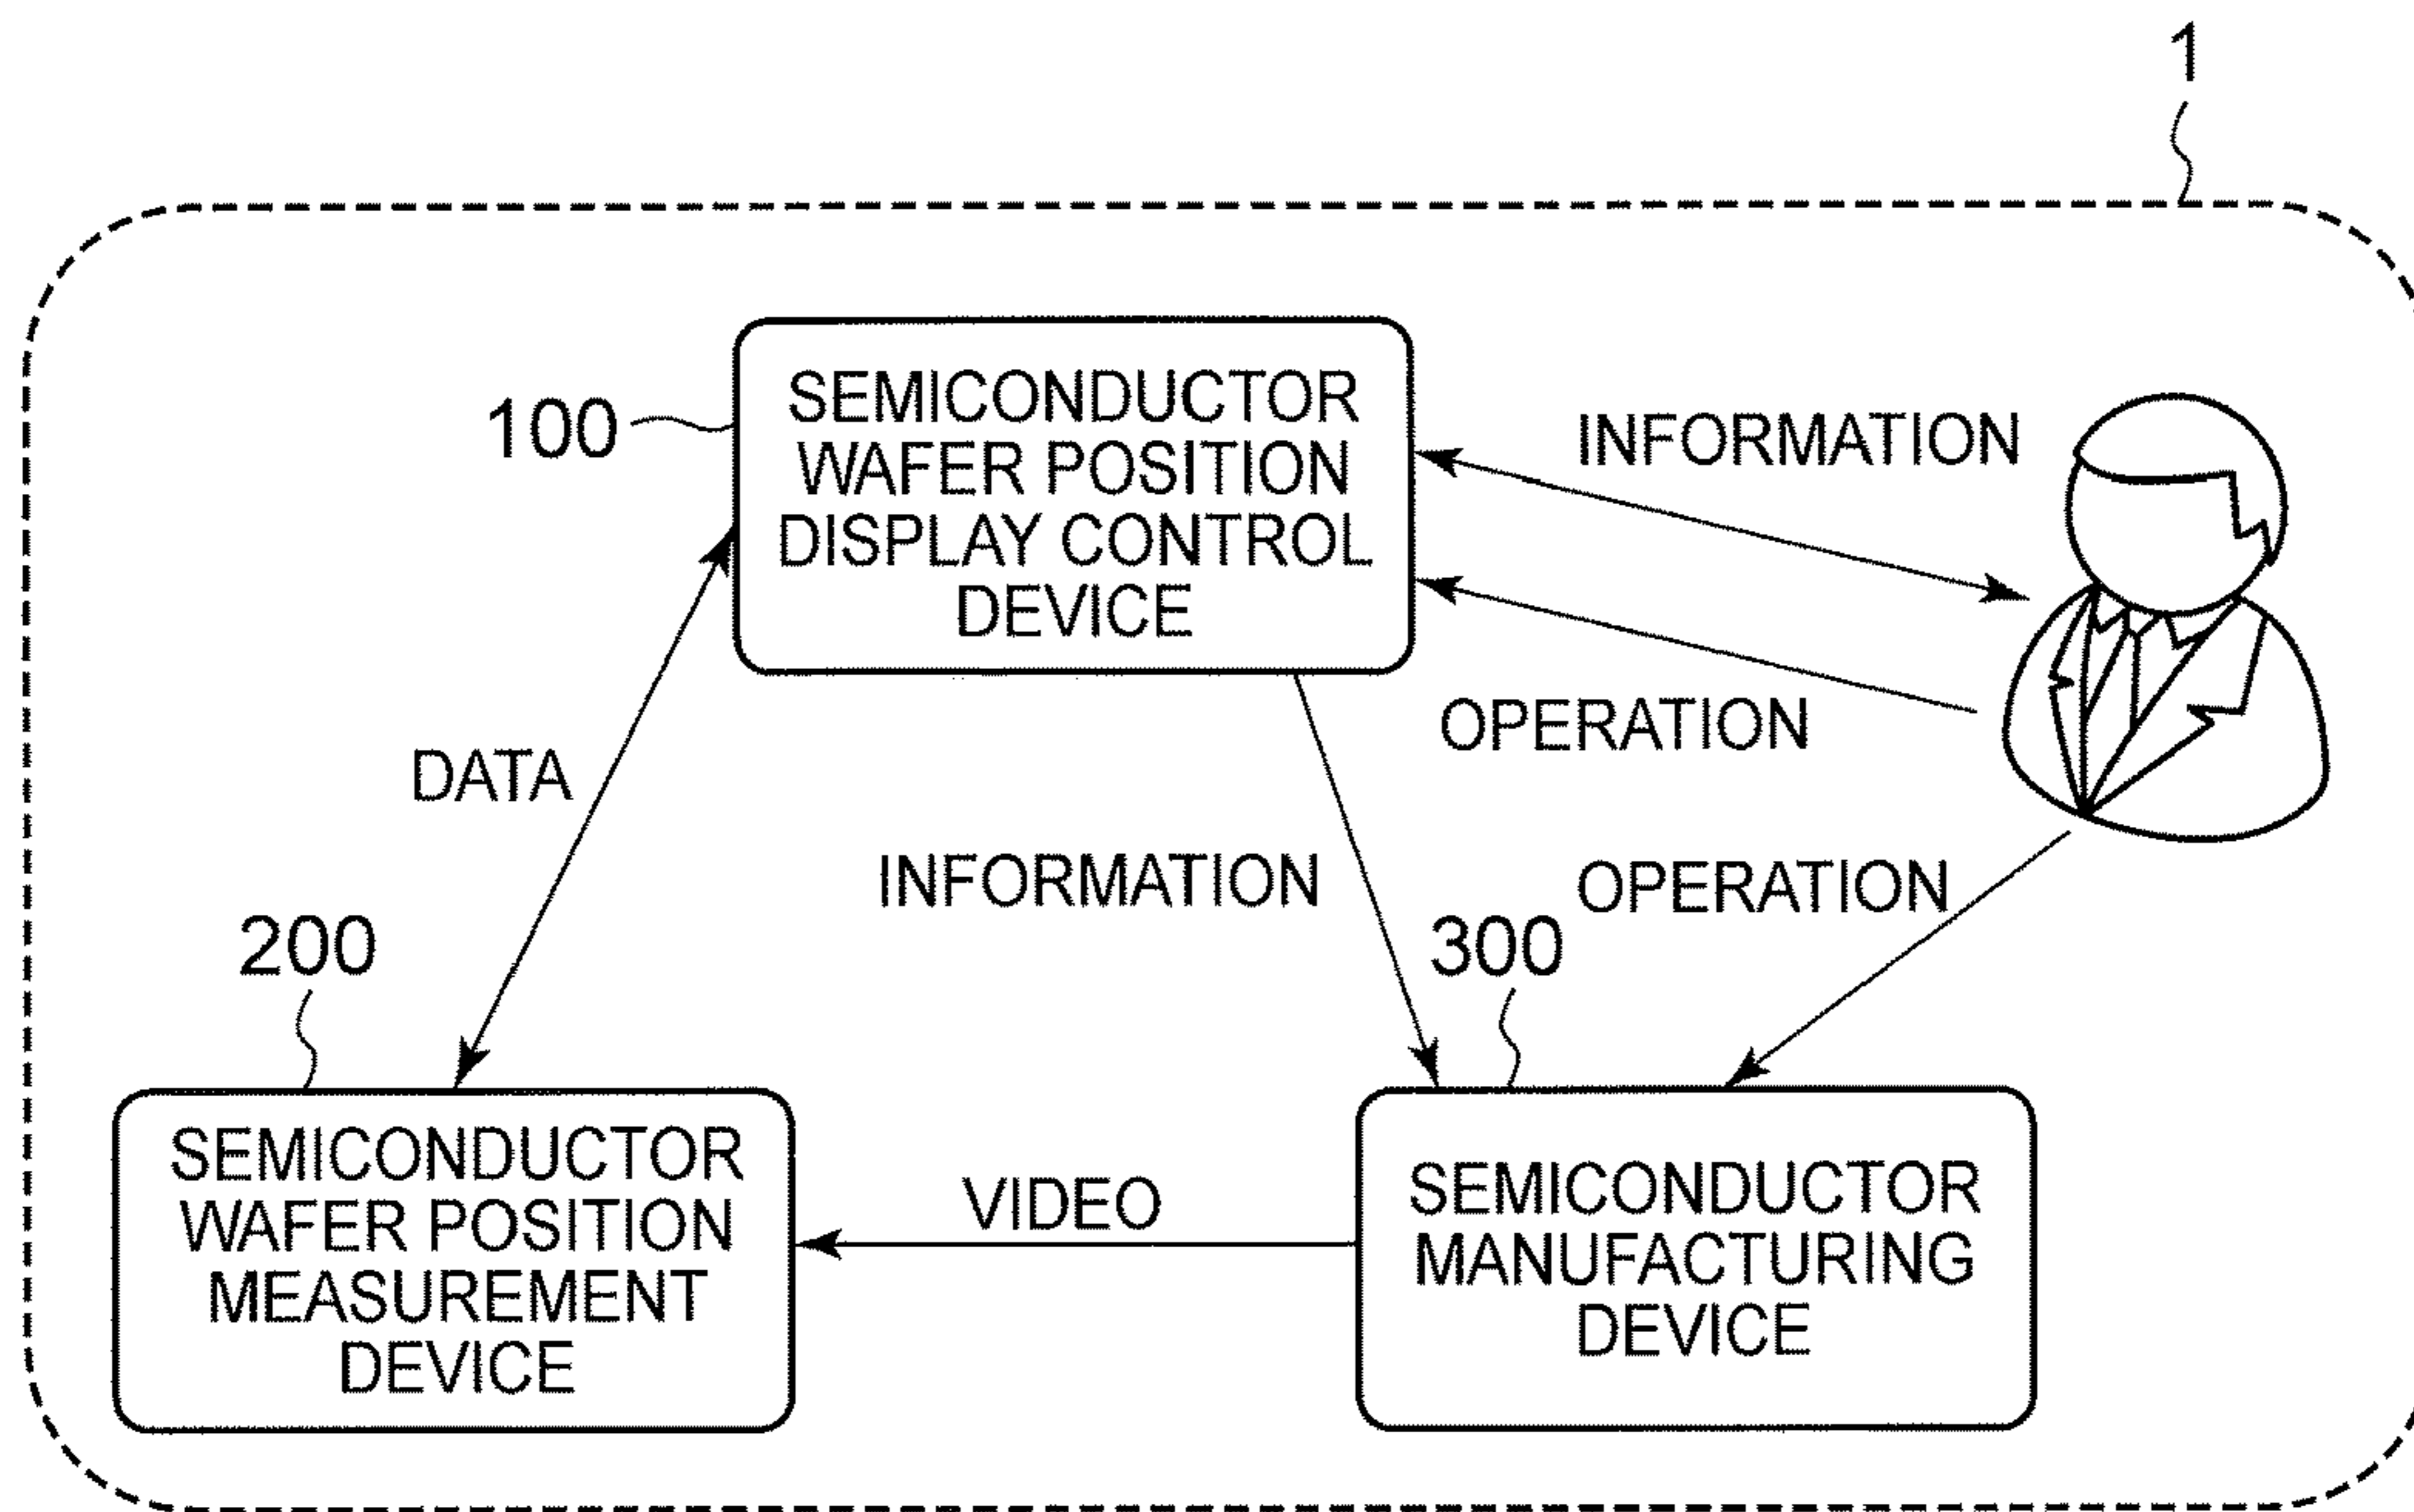 1
100
SEMICONDUCTOR
WAFER POSITION
DISPLAY CONTROL
DEVICE
INFORMATION
OPERATION
DATA
INFORMATION
OPERATION
200
300
SEMICONDUCTOR
WAFER POSITION
MEASUREMENT
DEVICE
VIDEO
SEMICONDUCTOR
MANUFACTURING
DEVICE